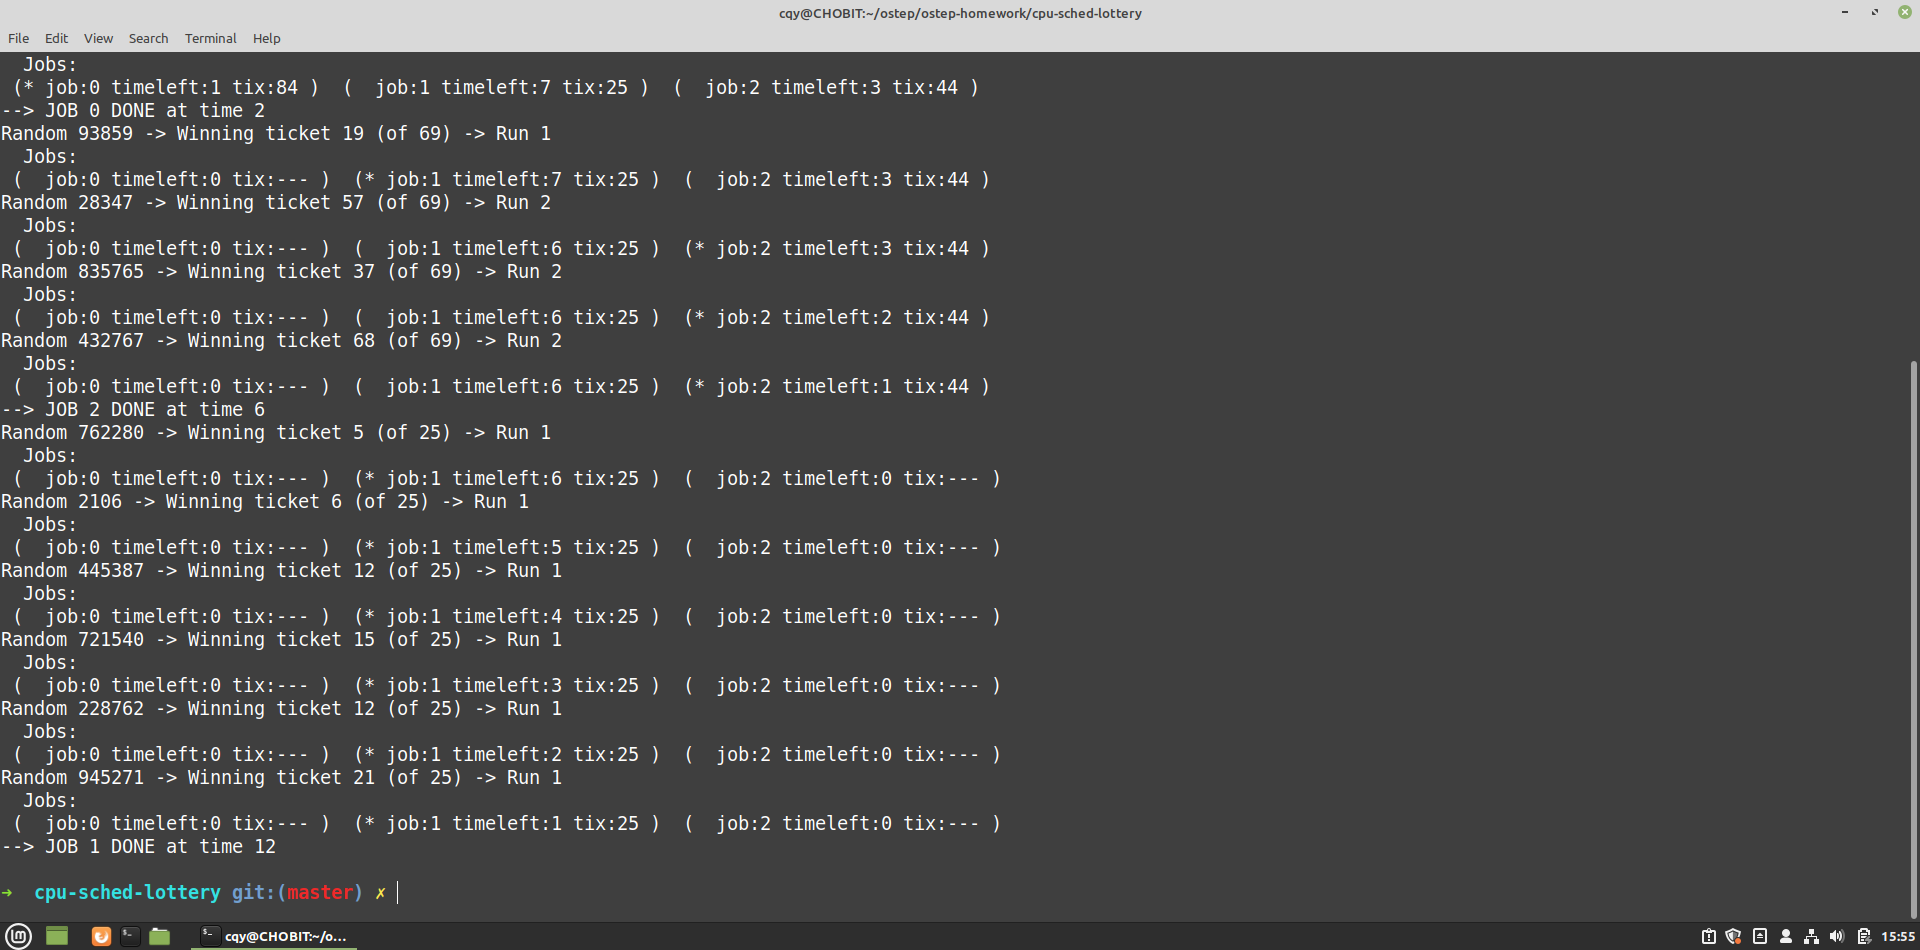 cqy@CHOBIT:~/ostep/ostep-homework/cpu-sched-lottery
File Edit View Search Terminal Help
  Jobs:
 (* job:0 timeleft:1 tix:84 )  (  job:1 timeleft:7 tix:25 )  (  job:2 timeleft:3 tix:44 )
--> JOB 0 DONE at time 2
Random 93859 -> Winning ticket 19 (of 69) -> Run 1
  Jobs:
 (  job:0 timeleft:0 tix:--- )  (* job:1 timeleft:7 tix:25 )  (  job:2 timeleft:3 tix:44 )
Random 28347 -> Winning ticket 57 (of 69) -> Run 2
  Jobs:
 (  job:0 timeleft:0 tix:--- )  (  job:1 timeleft:6 tix:25 )  (* job:2 timeleft:3 tix:44 )
Random 835765 -> Winning ticket 37 (of 69) -> Run 2
  Jobs:
 (  job:0 timeleft:0 tix:--- )  (  job:1 timeleft:6 tix:25 )  (* job:2 timeleft:2 tix:44 )
Random 432767 -> Winning ticket 68 (of 69) -> Run 2
  Jobs:
 (  job:0 timeleft:0 tix:--- )  (  job:1 timeleft:6 tix:25 )  (* job:2 timeleft:1 tix:44 )
--> JOB 2 DONE at time 6
Random 762280 -> Winning ticket 5 (of 25) -> Run 1
  Jobs:
 (  job:0 timeleft:0 tix:--- )  (* job:1 timeleft:6 tix:25 )  (  job:2 timeleft:0 tix:--- )
Random 2106 -> Winning ticket 6 (of 25) -> Run 1
  Jobs:
 (  job:0 timeleft:0 tix:--- )  (* job:1 timeleft:5 tix:25 )  (  job:2 timeleft:0 tix:--- )
Random 445387 -> Winning ticket 12 (of 25) -> Run 1
  Jobs:
 (  job:0 timeleft:0 tix:--- )  (* job:1 timeleft:4 tix:25 )  (  job:2 timeleft:0 tix:--- )
Random 721540 -> Winning ticket 15 (of 25) -> Run 1
  Jobs:
 (  job:0 timeleft:0 tix:--- )  (* job:1 timeleft:3 tix:25 )  (  job:2 timeleft:0 tix:--- )
Random 228762 -> Winning ticket 12 (of 25) -> Run 1
  Jobs:
 (  job:0 timeleft:0 tix:--- )  (* job:1 timeleft:2 tix:25 )  (  job:2 timeleft:0 tix:--- )
Random 945271 -> Winning ticket 21 (of 25) -> Run 1
  Jobs:
 (  job:0 timeleft:0 tix:--- )  (* job:1 timeleft:1 tix:25 )  (  job:2 timeleft:0 tix:--- )
--> JOB 1 DONE at time 12
➜  cpu-sched-lottery git:(master) ✗
cqy@CHOBIT:~/o... 15:55